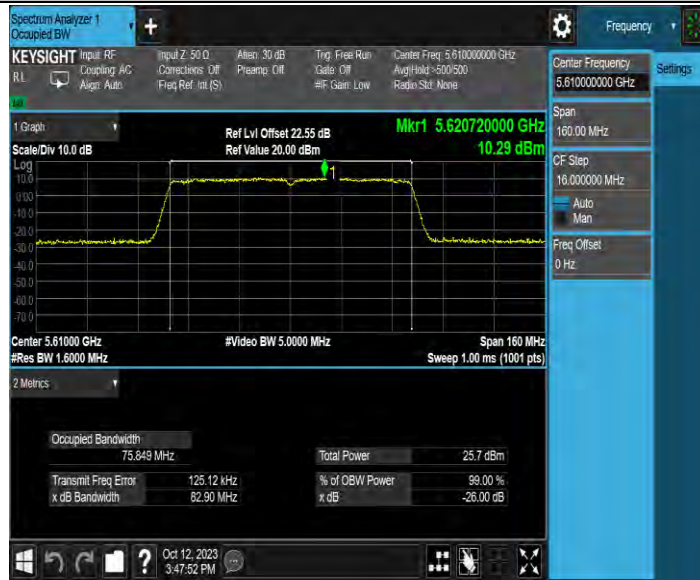 Spectrum Analyzer 1
Occupied BW
+
Frequency
KEYSIGHT Input: RF
RL
Coupling: AC
Align: Auto
Input Z: 50 Ω
Corrections: Off
Freq Ref: Int (S)
Atten: 30 dB
Preamp: Off
Trig: Free Run
Gate: Off
#IF Gain: Low
Center Freq: 5.610000000 GHz
Avg|Hold:>500/500
Radio Std: None
Center Frequency
5.610000000 GHz
Settings
Span
160.00 MHz
CF Step
16.000000 MHz
Auto
Man
Freq Offset
0 Hz
1 Graph
Scale/Div 10.0 dB
Ref Lvl Offset 22.55 dB
Ref Value 20.00 dBm
Mkr1 5.620720000 GHz
10.29 dBm
Log
10.0
0.00
-10.0
-20.0
-30.0
-40.0
-50.0
-60.0
-70.0
1
Center 5.61000 GHz
#Res BW 1.6000 MHz
#Video BW 5.0000 MHz
Span 160 MHz
Sweep 1.00 ms (1001 pts)
2 Metrics
Occupied Bandwidth
75.849 MHz
Transmit Freq Error 125.12 kHz
x dB Bandwidth 82.90 MHz
Total Power 25.7 dBm
% of OBW Power 99.00 %
x dB -26.00 dB
?
Oct 12, 2023
3:47:52 PM